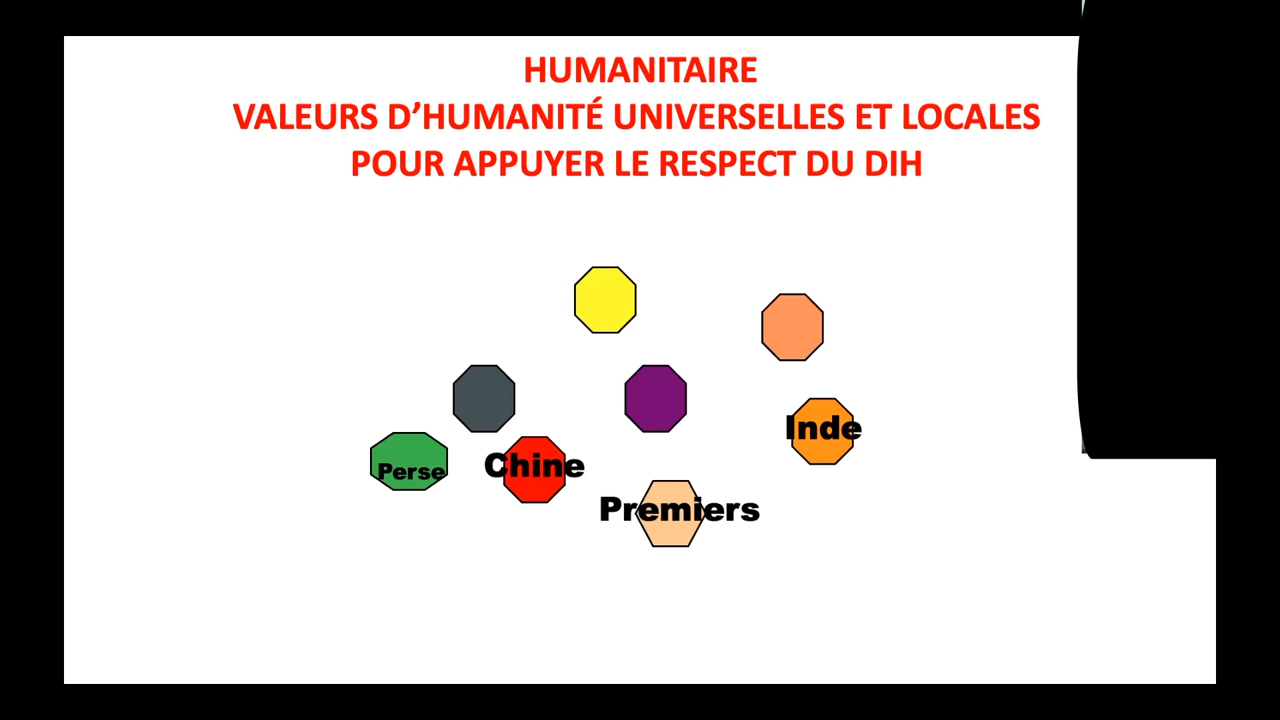 HUMANITAIRE
VALEURS D’HUMANITÉ UNIVERSELLES ET LOCALES
POUR APPUYER LE RESPECT DU DIH
Inde
Perse
Chine
Premiers